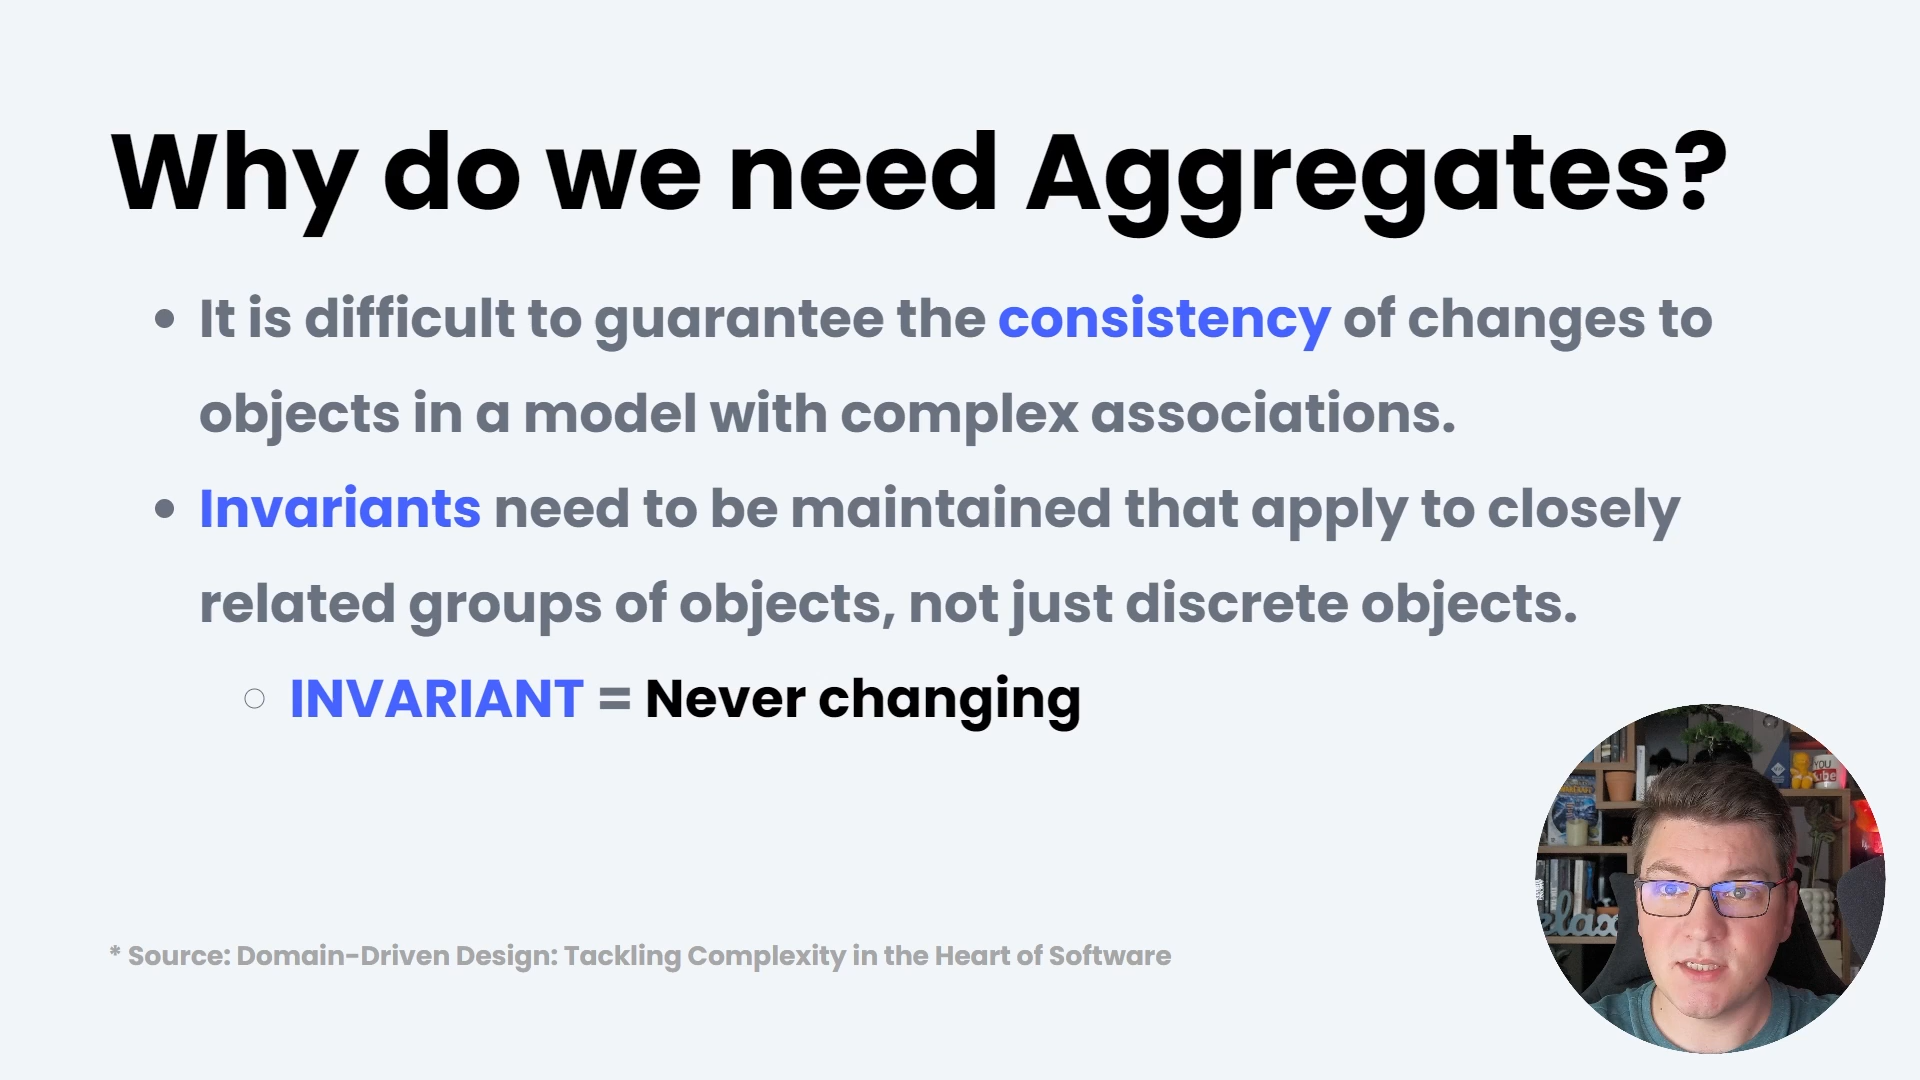 Why do we need Aggregates?
• It is difficult to guarantee the consistency of changes to
objects in a model with complex associations.
• Invariants need to be maintained that apply to closely
related groups of objects, not just discrete objects.
○ INVARIANT = Never changing
* Source: Domain-Driven Design: Tackling Complexity in the Heart of Software
YOU